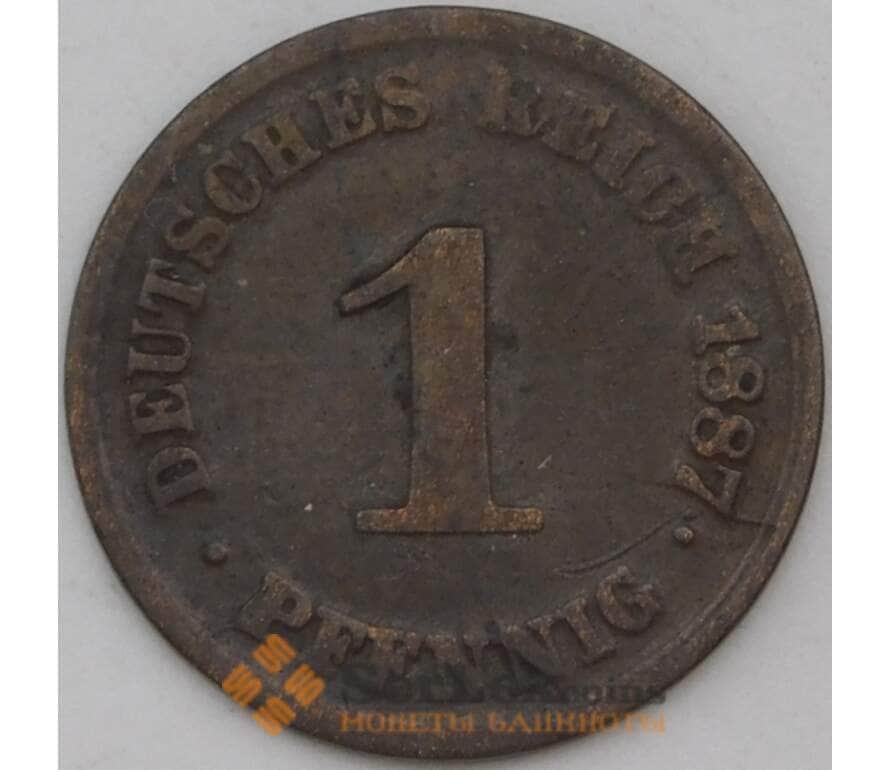 DEUTSCHES REICH 1887
1
· PFENNIG ·
МОНЕТЫ БАНКНОТЫ